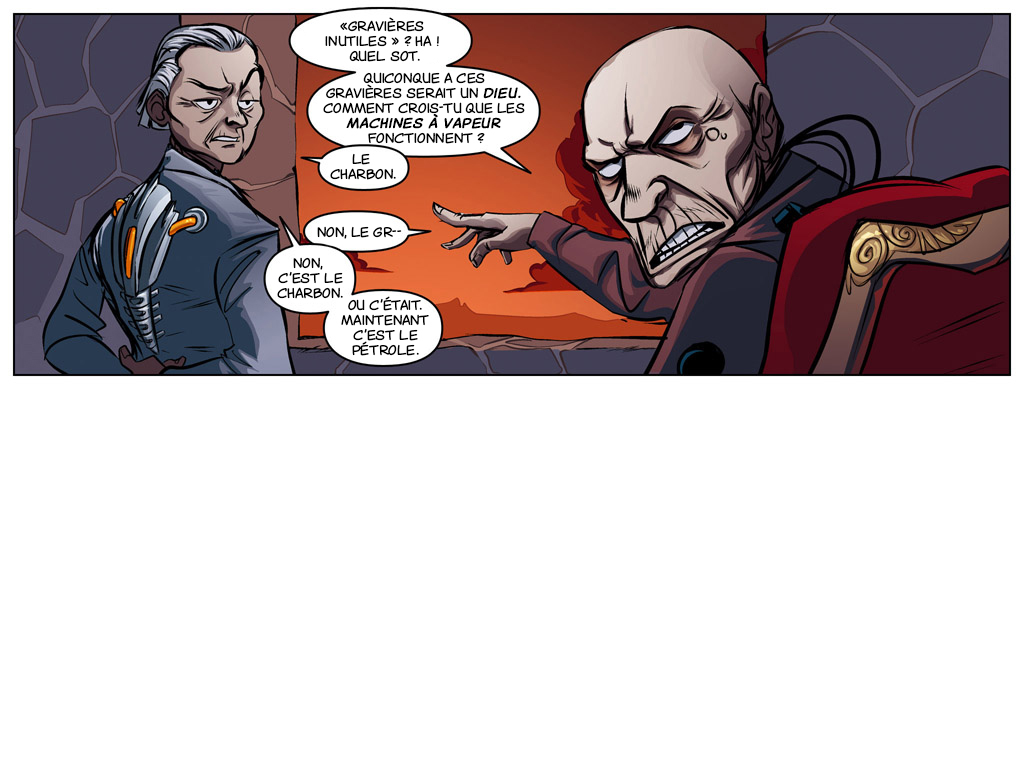 «GRAVIÈRES
INUTILES » ? HA !
QUEL SOT.
QUICONQUE A CES
GRAVIÈRES SERAIT UN DIEU.
COMMENT CROIS-TU QUE LES
MACHINES À VAPEUR
FONCTIONNENT ?
LE
CHARBON.
NON, LE GR--
NON,
C'EST LE
CHARBON.
OU C'ÉTAIT.
MAINTENANT
C'EST LE
PÉTROLE.